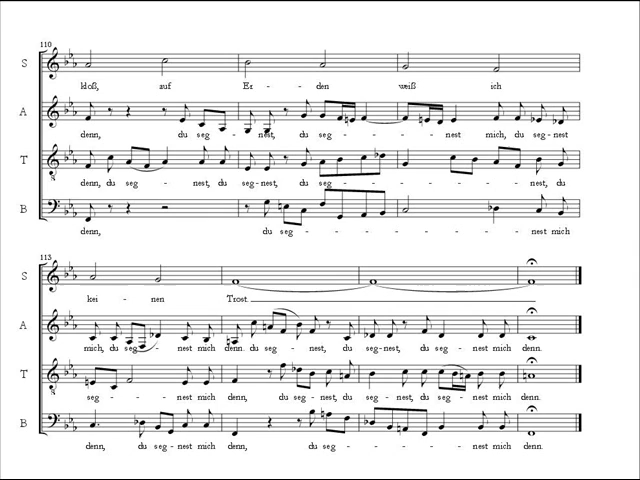 110
S
kloß, auf Er - - den weiß ich
A
denn, du seg - - nest, du seg - - - - nest mich, du seg - nest
T
denn, du seg - - - nest, du seg - nest, du seg - - - - - - - nest, du
B
denn, du seg - - - - - - - - nest mich
113
S
kei - nen Trost
A
mich, du seg - - nest mich denn. du seg - - nest, du seg - nest, du seg - - nest mich denn.
T
seg - - nest mich denn, du seg - - nest, du seg - nest, du seg - - - nest mich denn.
B
denn, du seg - nest mich denn, du seg - - - - - - nest mich denn.